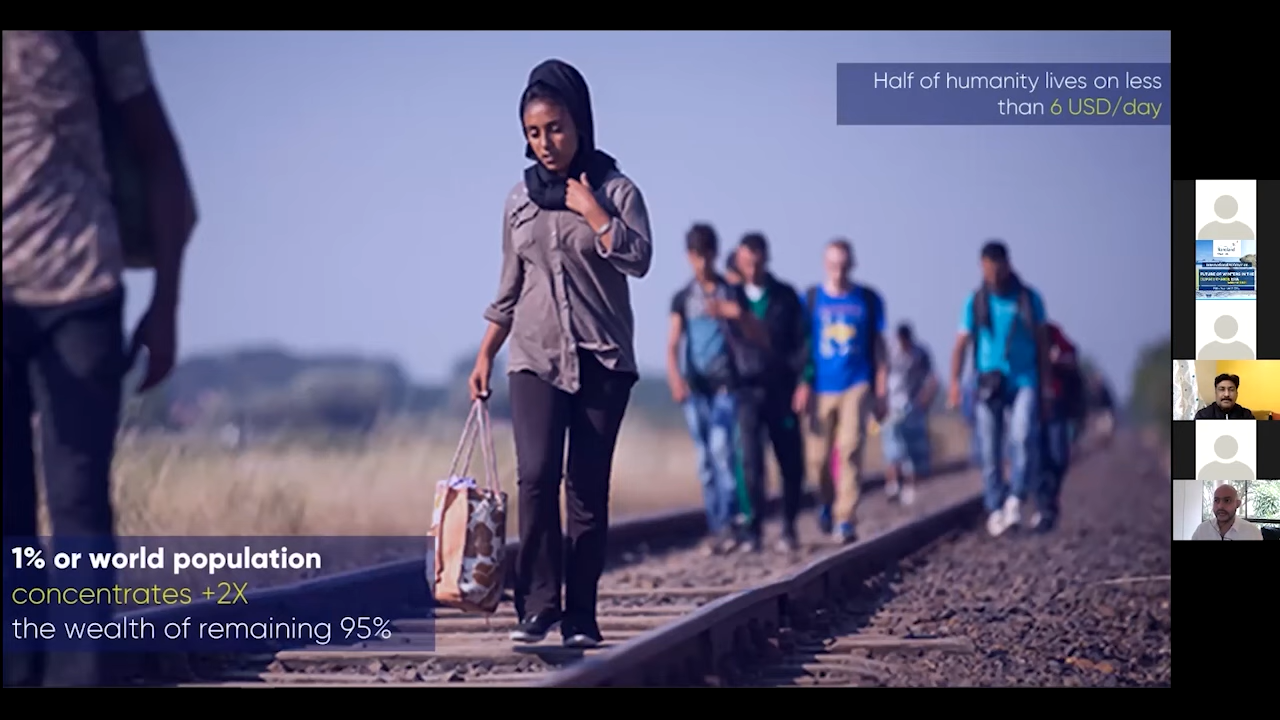 Half of humanity lives on less
than 6 USD/day
1% or world population
concentrates +2X
the wealth of remaining 95%